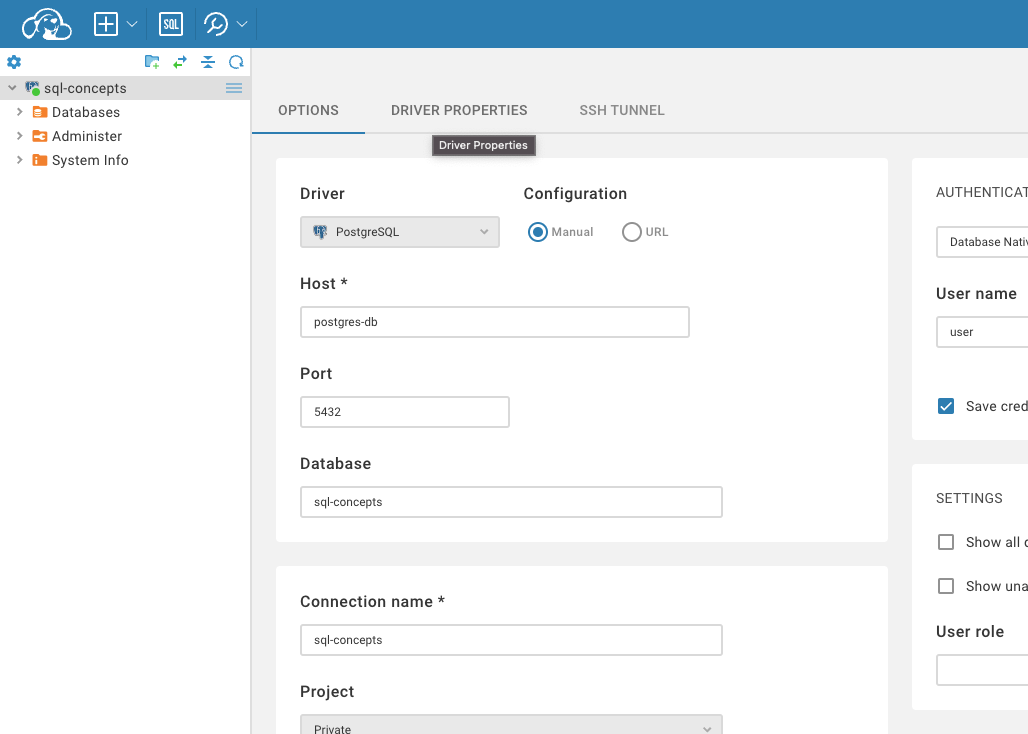 SQL
sql-concepts
Databases
Administer
System Info
OPTIONS
DRIVER PROPERTIES
SSH TUNNEL
Driver Properties
Driver
Configuration
PostgreSQL
Manual
URL
Host *
postgres-db
Port
5432
Database
sql-concepts
Connection name *
sql-concepts
Project
Private
AUTHENTICAT
Database Nativ
User name
user
Save cred
SETTINGS
Show all
Show una
User role